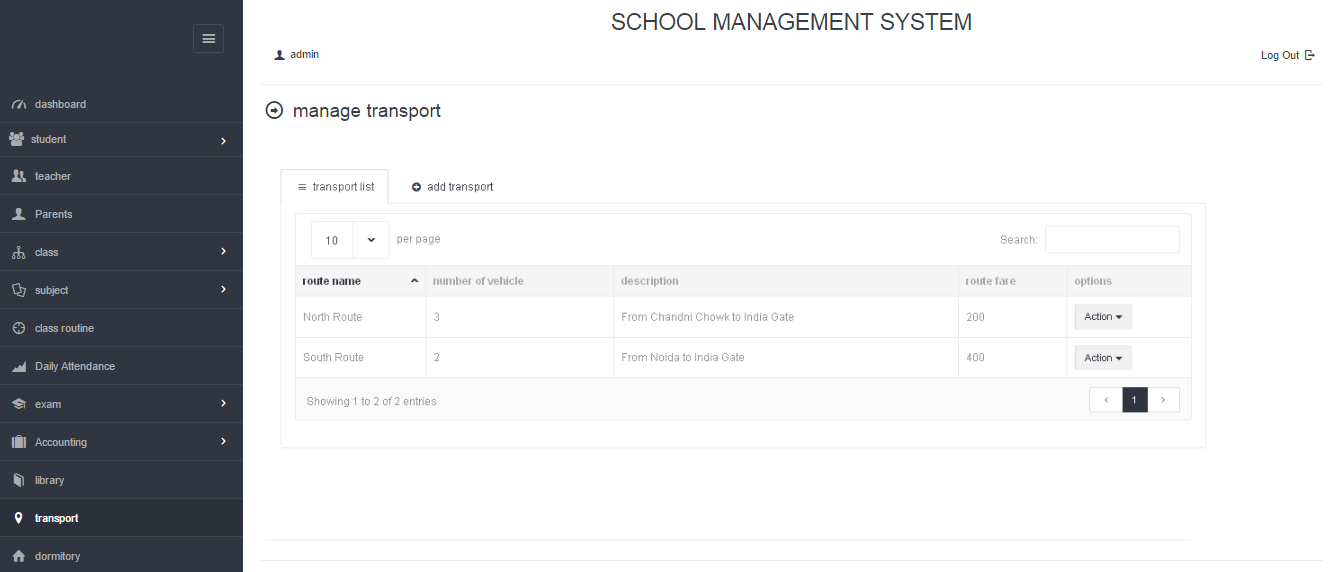 SCHOOL MANAGEMENT SYSTEM
admin
Log Out
dashboard
student
teacher
Parents
class
subject
class routine
Daily Attendance
exam
Accounting
library
transport
dormitory
manage transport
transport list add transport
10 per page Search:
route name number of vehicle description route fare options
North Route 3 From Chandni Chowk to India Gate 200 Action
South Route 2 From Noida to India Gate 400 Action
Showing 1 to 2 of 2 entries 1